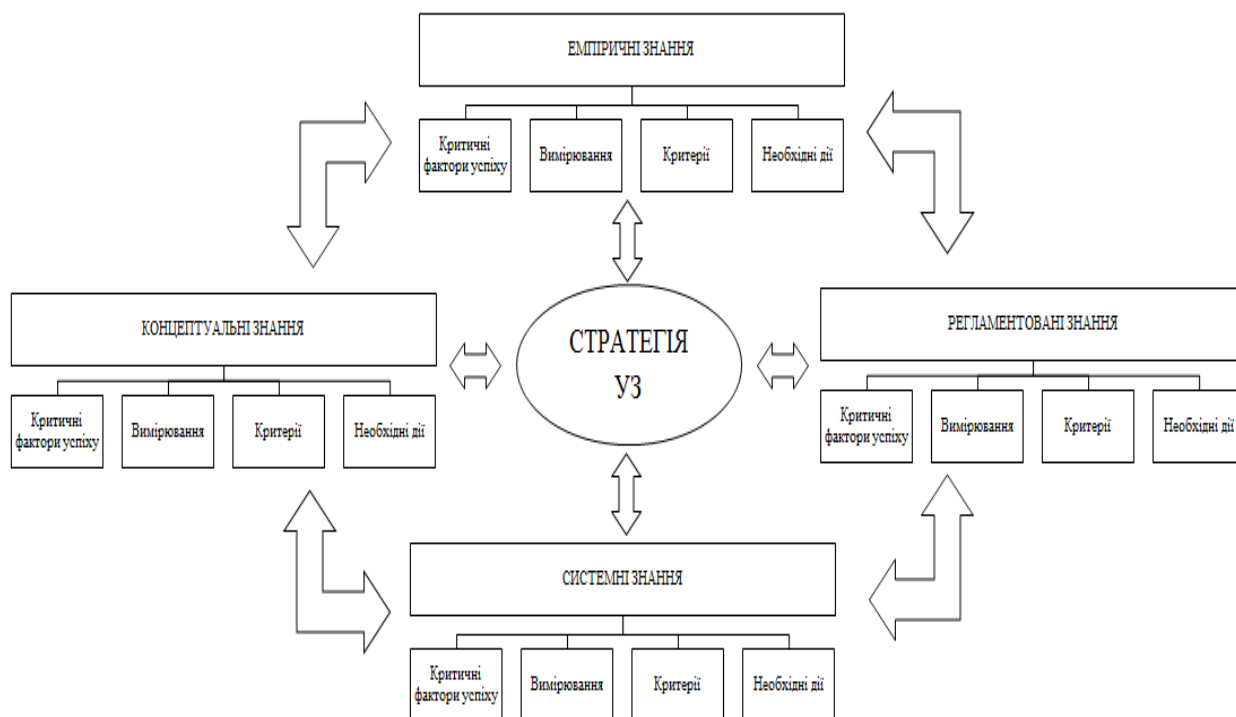 ЕМПІРИЧНІ ЗНАННЯ
Критичні
фактори успіху
Вимірювання
Критерії
Необхідні дії
КОНЦЕПТУАЛЬНІ ЗНАННЯ
Критичні
фактори успіху
Вимірювання
Критерії
Необхідні дії
СТРАТЕГІЯ
УЗ
РЕГЛАМЕНТОВАНІ ЗНАННЯ
Критичні
фактори успіху
Вимірювання
Критерії
Необхідні дії
СИСТЕМНІ ЗНАННЯ
Критичні
фактори успіху
Вимірювання
Критерії
Необхідні дії